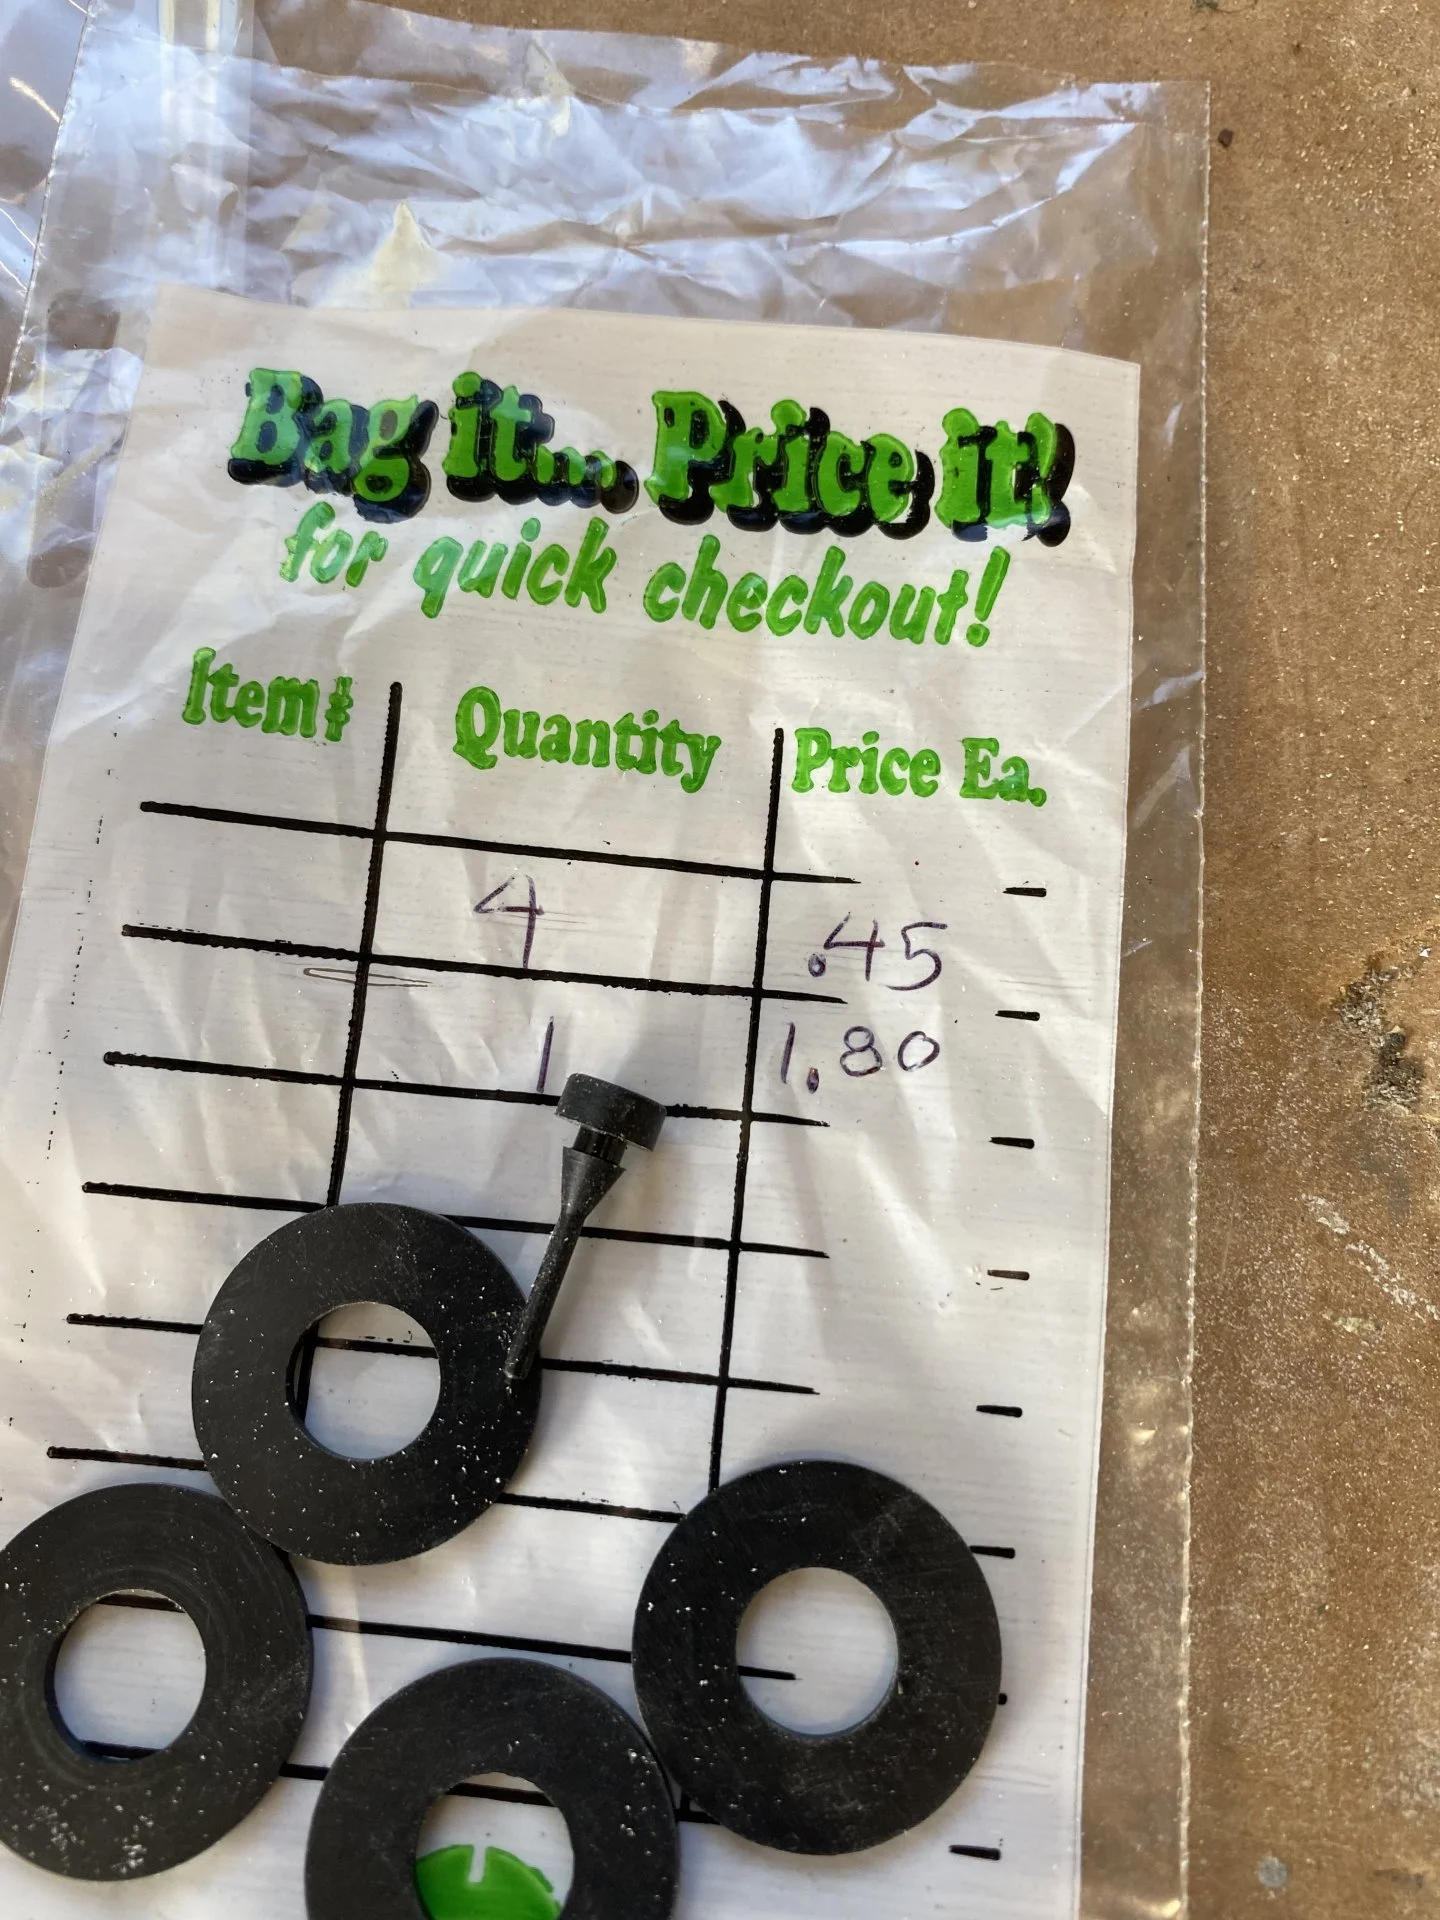 Bag it... Price it!
for quick checkout!
Item# Quantity Price Ea.
4 .45
1 1.80